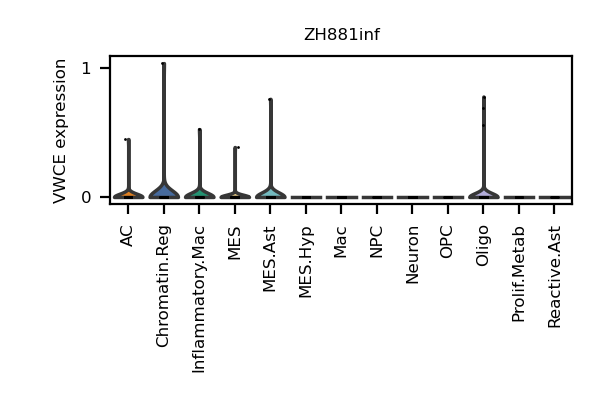 ZH881inf
VWCE expression
1
0
AC
Chromatin.Reg
Inflammatory.Mac
MES
MES.Ast
MES.Hyp
Mac
NPC
Neuron
OPC
Oligo
Prolif.Metab
Reactive.Ast